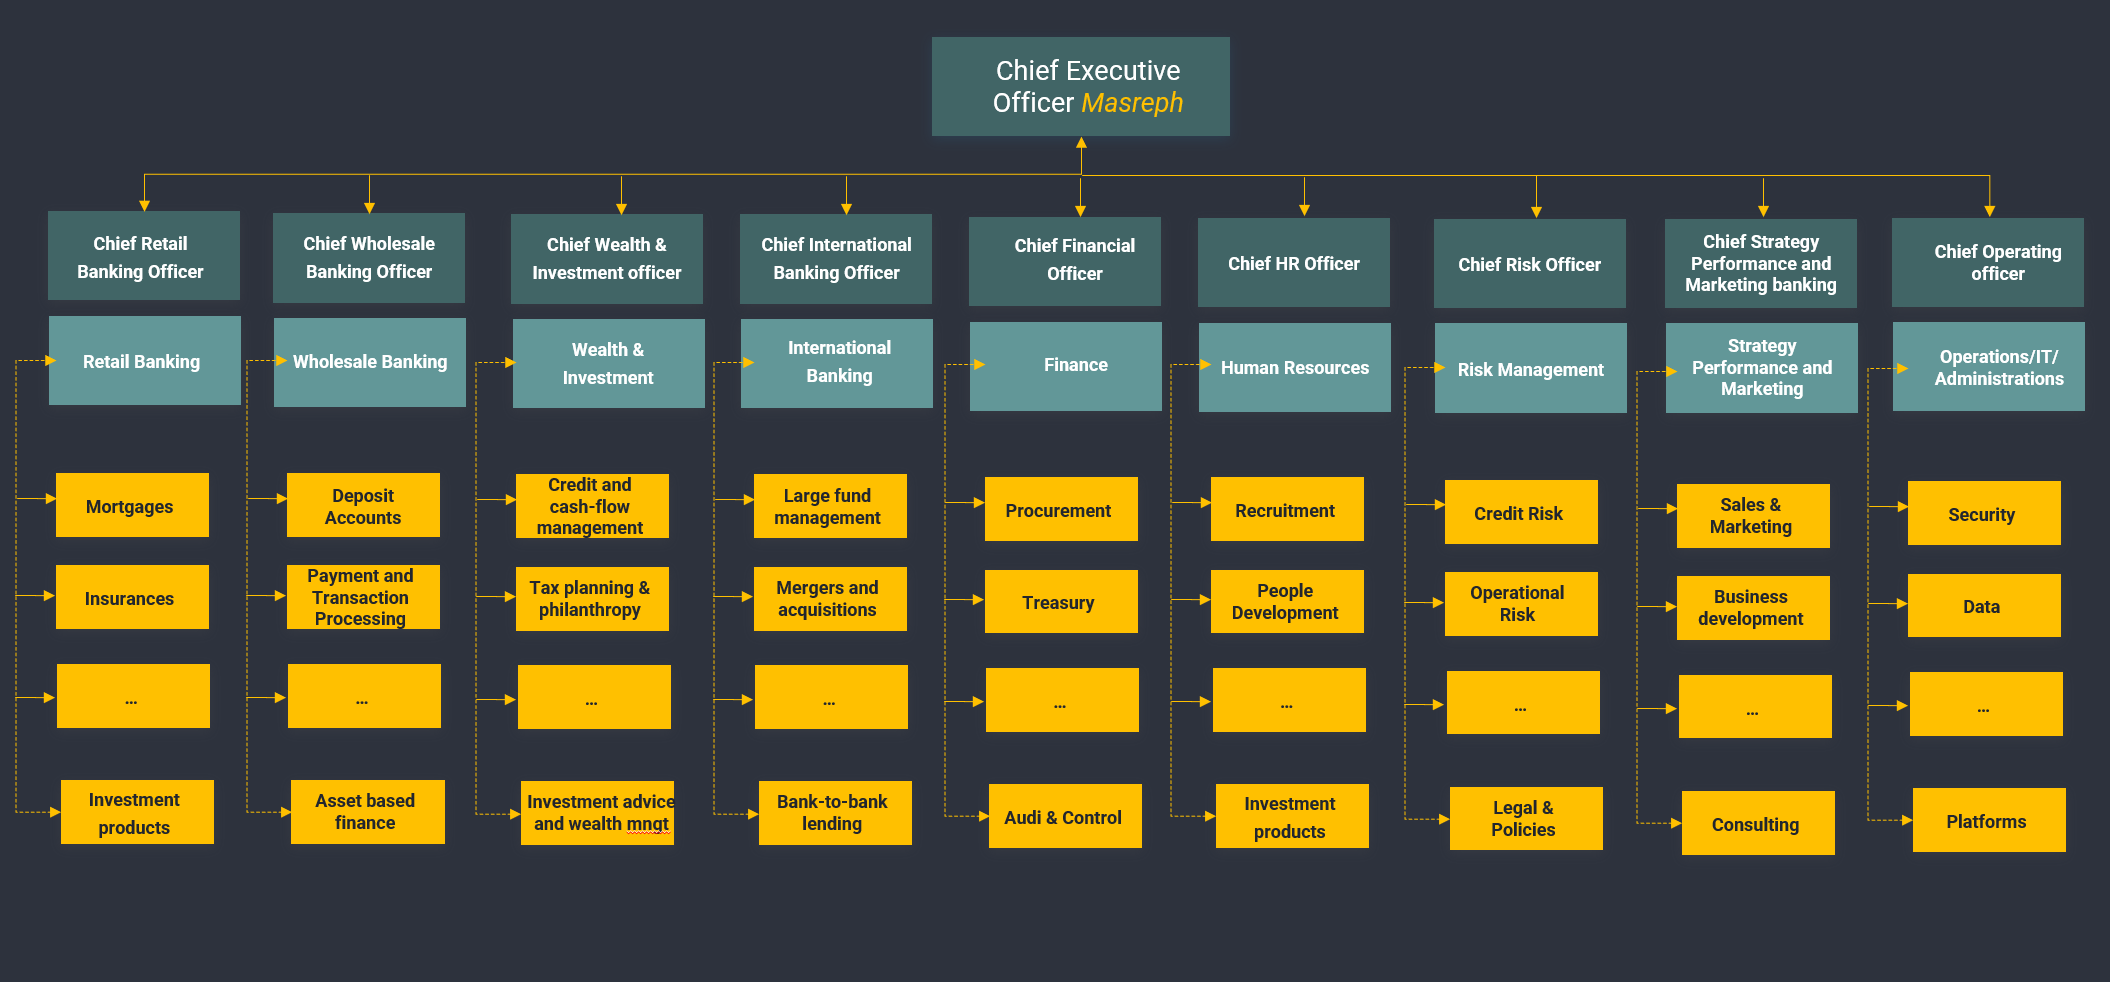 Chief Executive
Officer Masreph
Chief Retail
Banking Officer
Chief Wholesale
Banking Officer
Chief Wealth &
Investment officer
Chief International
Banking Officer
Chief Financial
Officer
Chief HR Officer
Chief Risk Officer
Chief Strategy
Performance and
Marketing banking
Chief Operating
officer
Retail Banking
Wholesale Banking
Wealth &
Investment
International
Banking
Finance
Human Resources
Risk Management
Strategy
Performance and
Marketing
Operations/IT/
Administrations
Mortgages
Deposit
Accounts
Credit and
cash-flow
management
Large fund
management
Procurement
Recruitment
Credit Risk
Sales &
Marketing
Security
Insurances
Payment and
Transaction
Processing
Tax planning &
philanthropy
Mergers and
acquisitions
Treasury
People
Development
Operational
Risk
Business
development
Data
...
...
...
...
...
...
...
...
...
Investment
products
Asset based
finance
Investment advice
and wealth mnqt
Bank-to-bank
lending
Audi & Control
Investment
products
Legal &
Policies
Consulting
Platforms